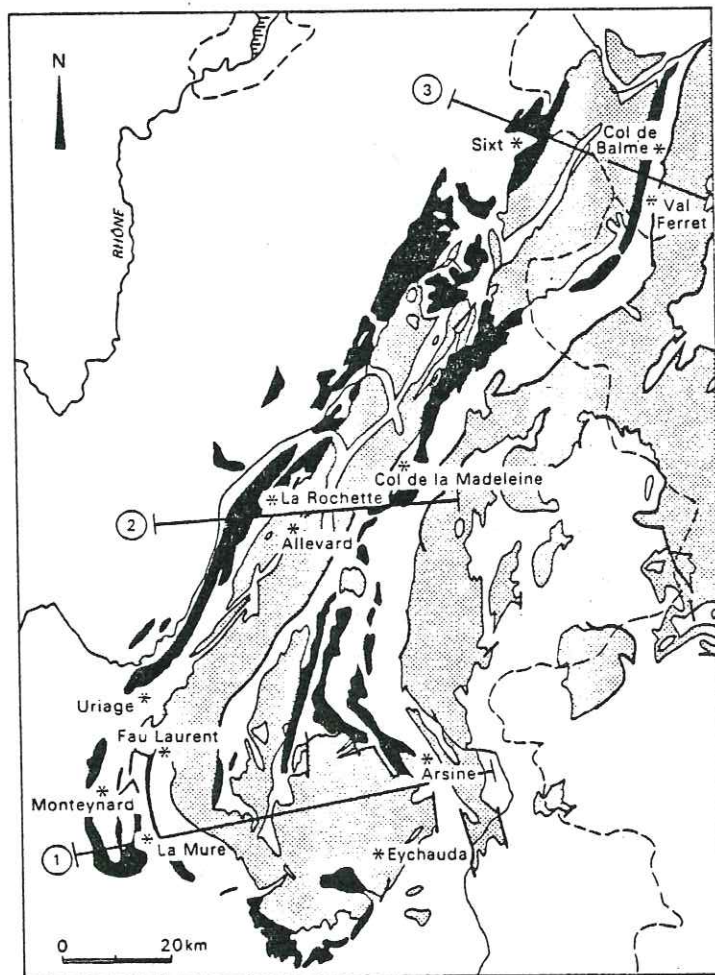 N
3
Sixt
Col de
Balme
Val
Ferret
RHÔNE
La Rochette
Col de la Madeleine
2
Allevard
Uriage
Fau Laurent
Monteynard
Arsine
1
La Mure
Eychauda
0 20km